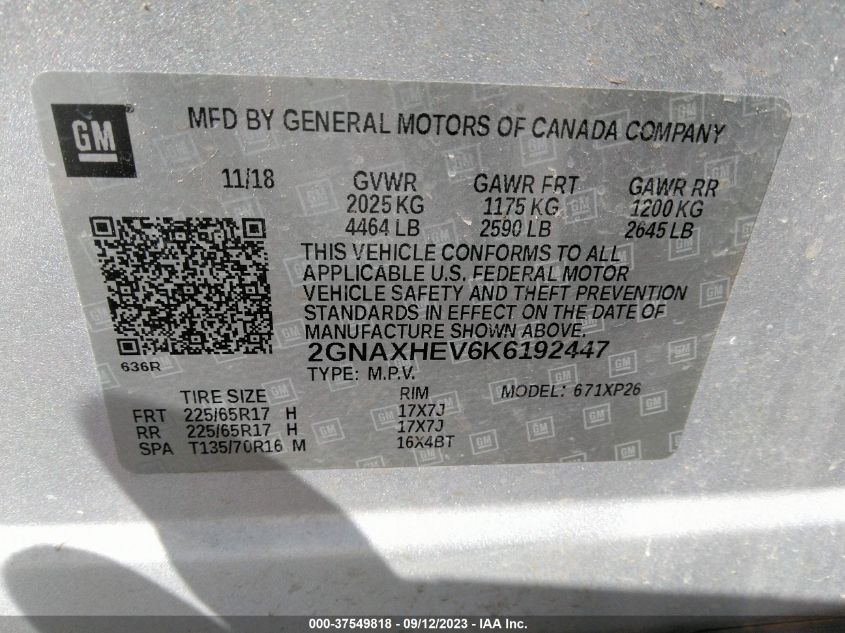 GM
MFD BY GENERAL MOTORS OF CANADA COMPANY
11/18 GVWR GAWR FRT GAWR RR
2025 KG 1175 KG 1200 KG
4464 LB 2590 LB 2645 LB
THIS VEHICLE CONFORMS TO ALL
APPLICABLE U.S. FEDERAL MOTOR
VEHICLE SAFETY AND THEFT PREVENTION
STANDARDS IN EFFECT ON THE DATE OF
MANUFACTURE SHOWN ABOVE.
636R
2GNAXHEV6K6192447
TYPE: M.P.V. MODEL: 671XP26
TIRE SIZE RIM
FRT 225/65R17 H 17X7J
RR 225/65R17 H 17X7J
SPA T135/70R16 M 16X4BT
000-37549818 - 09/12/2023 - IAA Inc.